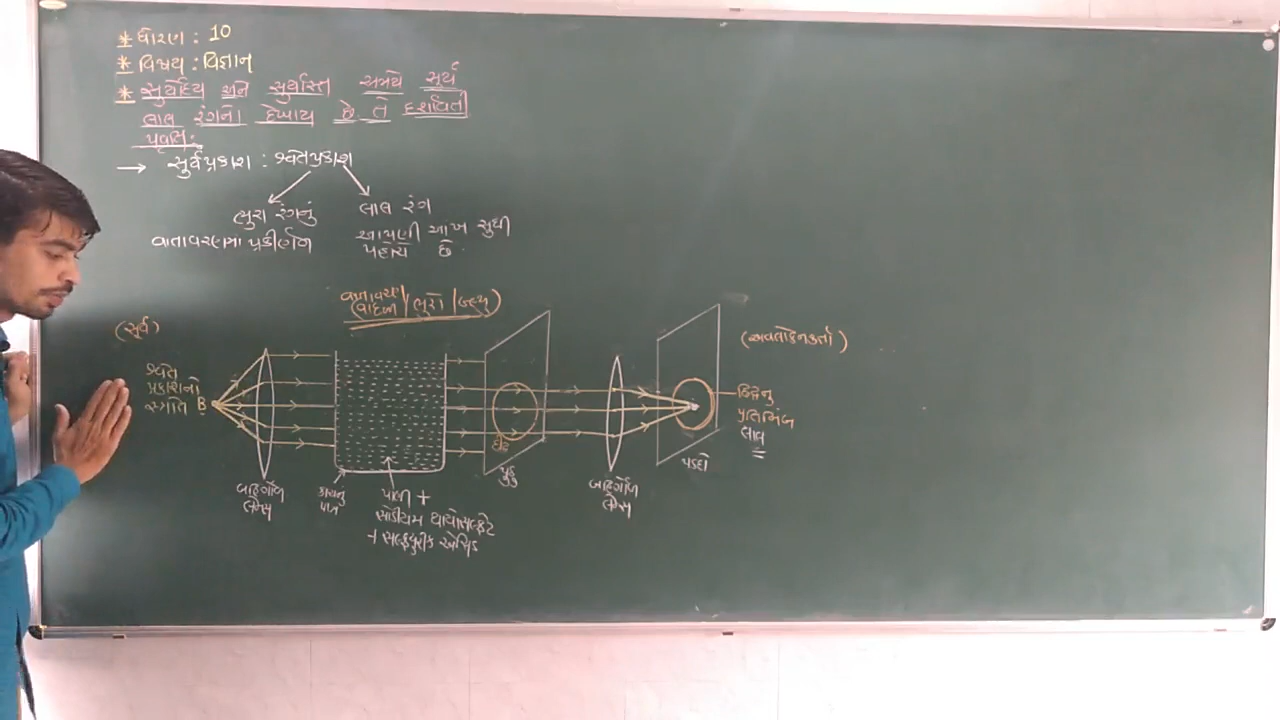 * ધોરણ : 10
* વિષય : વિજ્ઞાન
* સુર્યોદય અને સુર્યાસ્ત સમયે સૂર્ય
લાલ રંગનો દેખાય છે તે દર્શાવતી
પ્રવૃત્તિ:
→ સુર્યપ્રકાશ : શ્વેતપ્રકાશ
ભુરા રંગનું
વાતાવરણમાં પ્રકીર્ણન
લાલ રંગ
આપણી આંખ સુધી
પહોચે છે.
વાતાવરણ
(વાદળ / ભુરો / બ્લ્યુ)
(સૂર્ય)
(અવલોકનકર્તા)
શ્વેત
પ્રકાશનો
સ્ત્રોત B
છિદ્રનુ
પ્રતિબિંબ
લાલ
છિદ્ર
પુઠ્ઠુ
પડદો
બહિર્ગોળ
લેન્સ
કાચનુ
પાત્ર
પાણી +
સોડીયમ થાયોસલ્ફેટ
+ સલ્ફ્યુરીક એસિડ
બહિર્ગોળ
લેન્સ